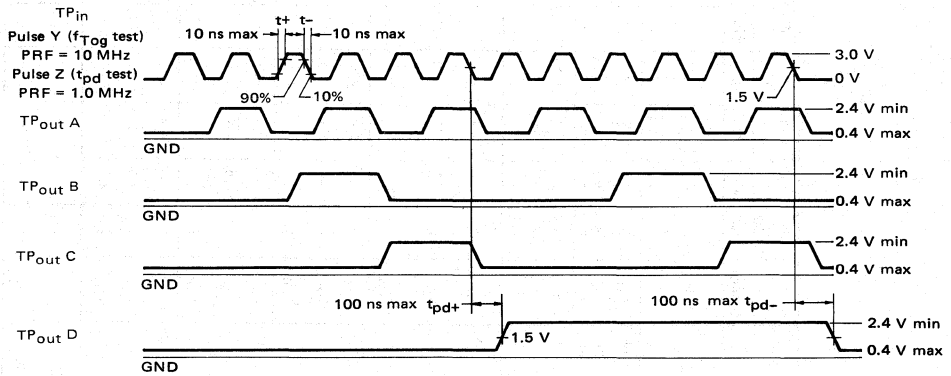 TPin
Pulse Y (fTog test)
PRF = 10 MHz
Pulse Z (tpd test)
PRF = 1.0 MHz
t+ t–
10 ns max 10 ns max
3.0 V
0 V
90% 10%
1.5 V
TPout A
2.4 V min
0.4 V max
GND
TPout B
2.4 V min
0.4 V max
GND
TPout C
2.4 V min
0.4 V max
GND
100 ns max tpd+
100 ns max tpd–
TPout D
1.5 V
2.4 V min
0.4 V max
GND